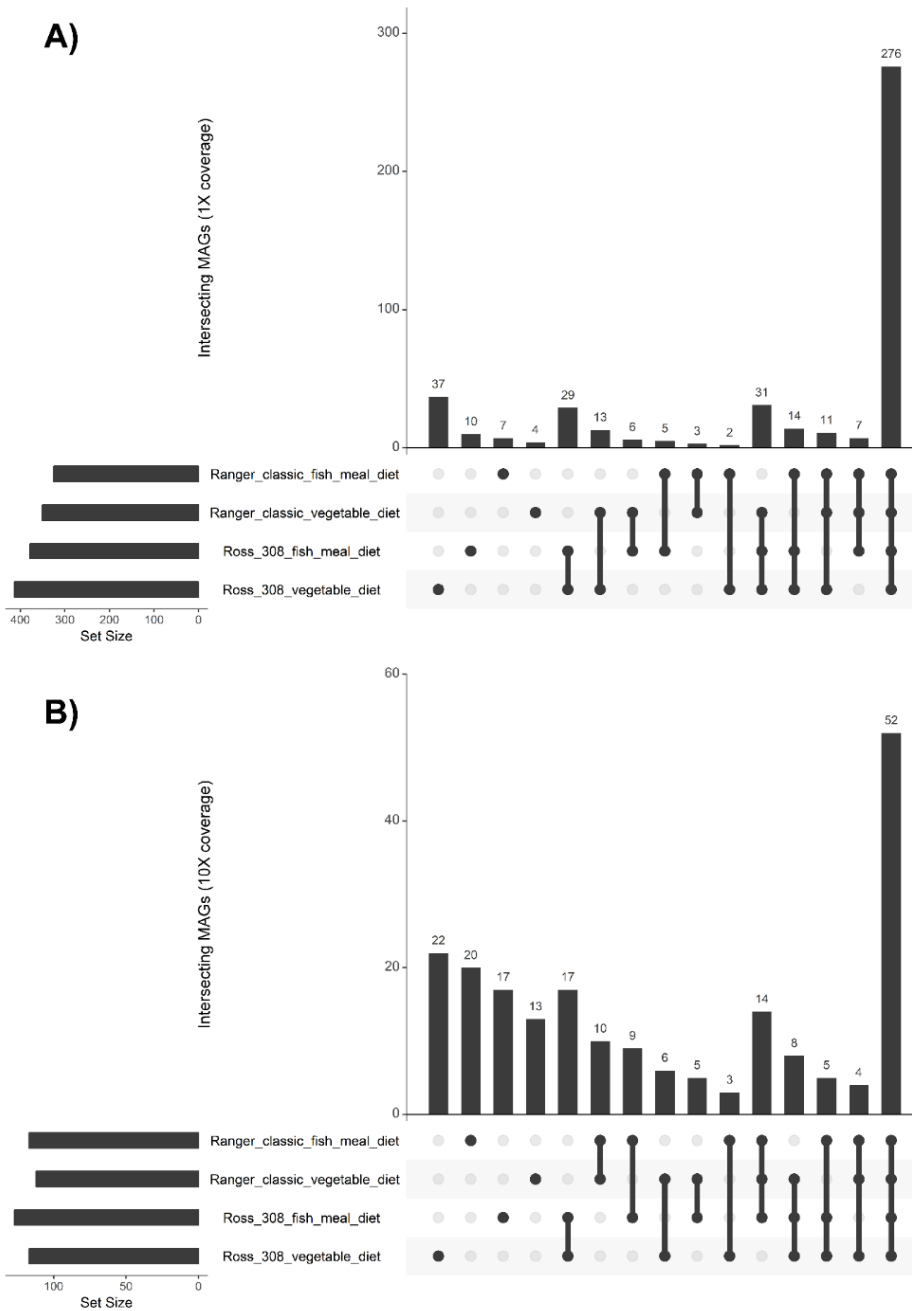 A)
Intersecting MAGs (1X coverage)
300
200
100
0
37 10 7 4 29 13 6 5 3 2 31 14 11 7 276
Ranger_classic_fish_meal_diet
Ranger_classic_vegetable_diet
Ross_308_fish_meal_diet
Ross_308_vegetable_diet
400 300 200 100 0
Set Size
B)
Intersecting MAGs (10X coverage)
60
40
20
0
22 20 17 13 17 10 9 6 5 3 14 8 5 4 52
Ranger_classic_fish_meal_diet
Ranger_classic_vegetable_diet
Ross_308_fish_meal_diet
Ross_308_vegetable_diet
100 50 0
Set Size